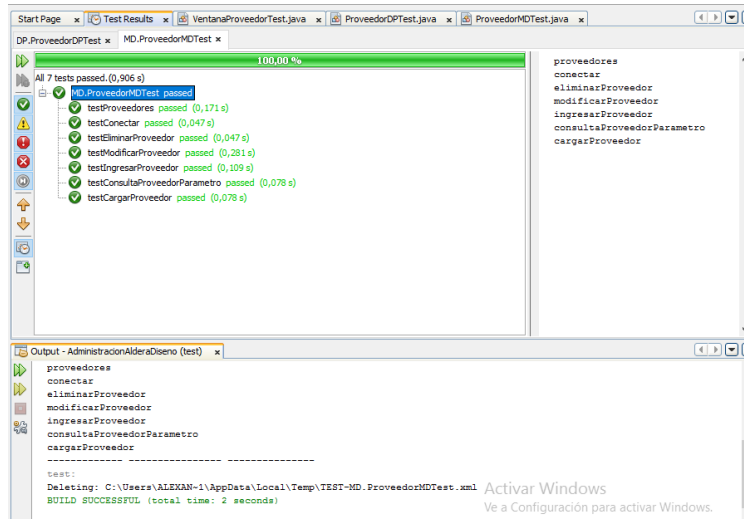 Start Page Test Results VentanaProveedorTest.java ProveedorDPTest.java ProveedorMDTest.java
DP.ProveedorDPTest MD.ProveedorMDTest
100,00 %
All 7 tests passed.(0,906 s)
MD.ProveedorMDTest passed
testProveedores passed (0,171 s)
testConectar passed (0,047 s)
testEliminarProveedor passed (0,047 s)
testModificarProveedor passed (0,281 s)
testIngresarProveedor passed (0,109 s)
testConsultaProveedorParametro passed (0,078 s)
testCargarProveedor passed (0,078 s)
proveedores
conectar
eliminarProveedor
modificarProveedor
ingresarProveedor
consultaProveedorParametro
cargarProveedor
Output - AdministracionAlderaDiseno (test)
proveedores
conectar
eliminarProveedor
modificarProveedor
ingresarProveedor
consultaProveedorParametro
cargarProveedor
------------- ---------------- ---------------
test:
Deleting: C:\Users\ALEXAN~1\AppData\Local\Temp\TEST-MD.ProveedorMDTest.xml
BUILD SUCCESSFUL (total time: 2 seconds)
Activar Windows
Ve a Configuración para activar Windows.